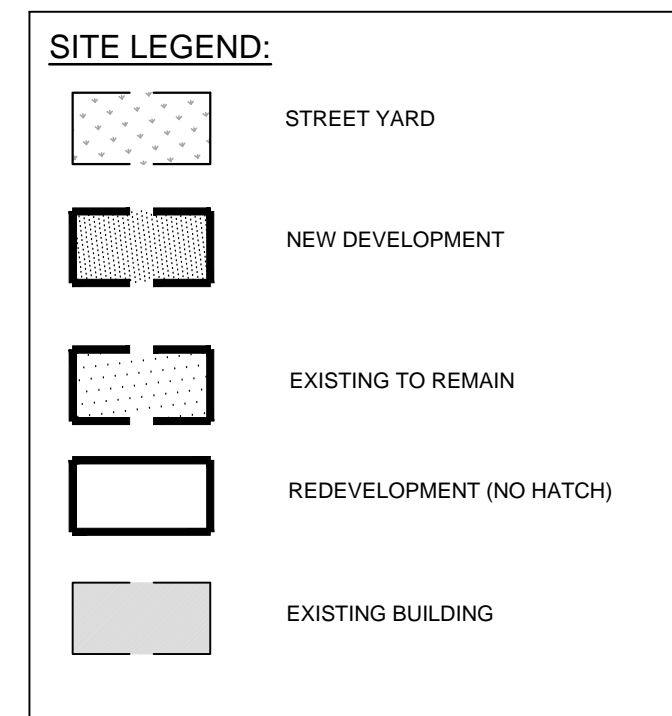 SITE LEGEND:
STREET YARD
NEW DEVELOPMENT
EXISTING TO REMAIN
REDEVELOPMENT (NO HATCH)
EXISTING BUILDING